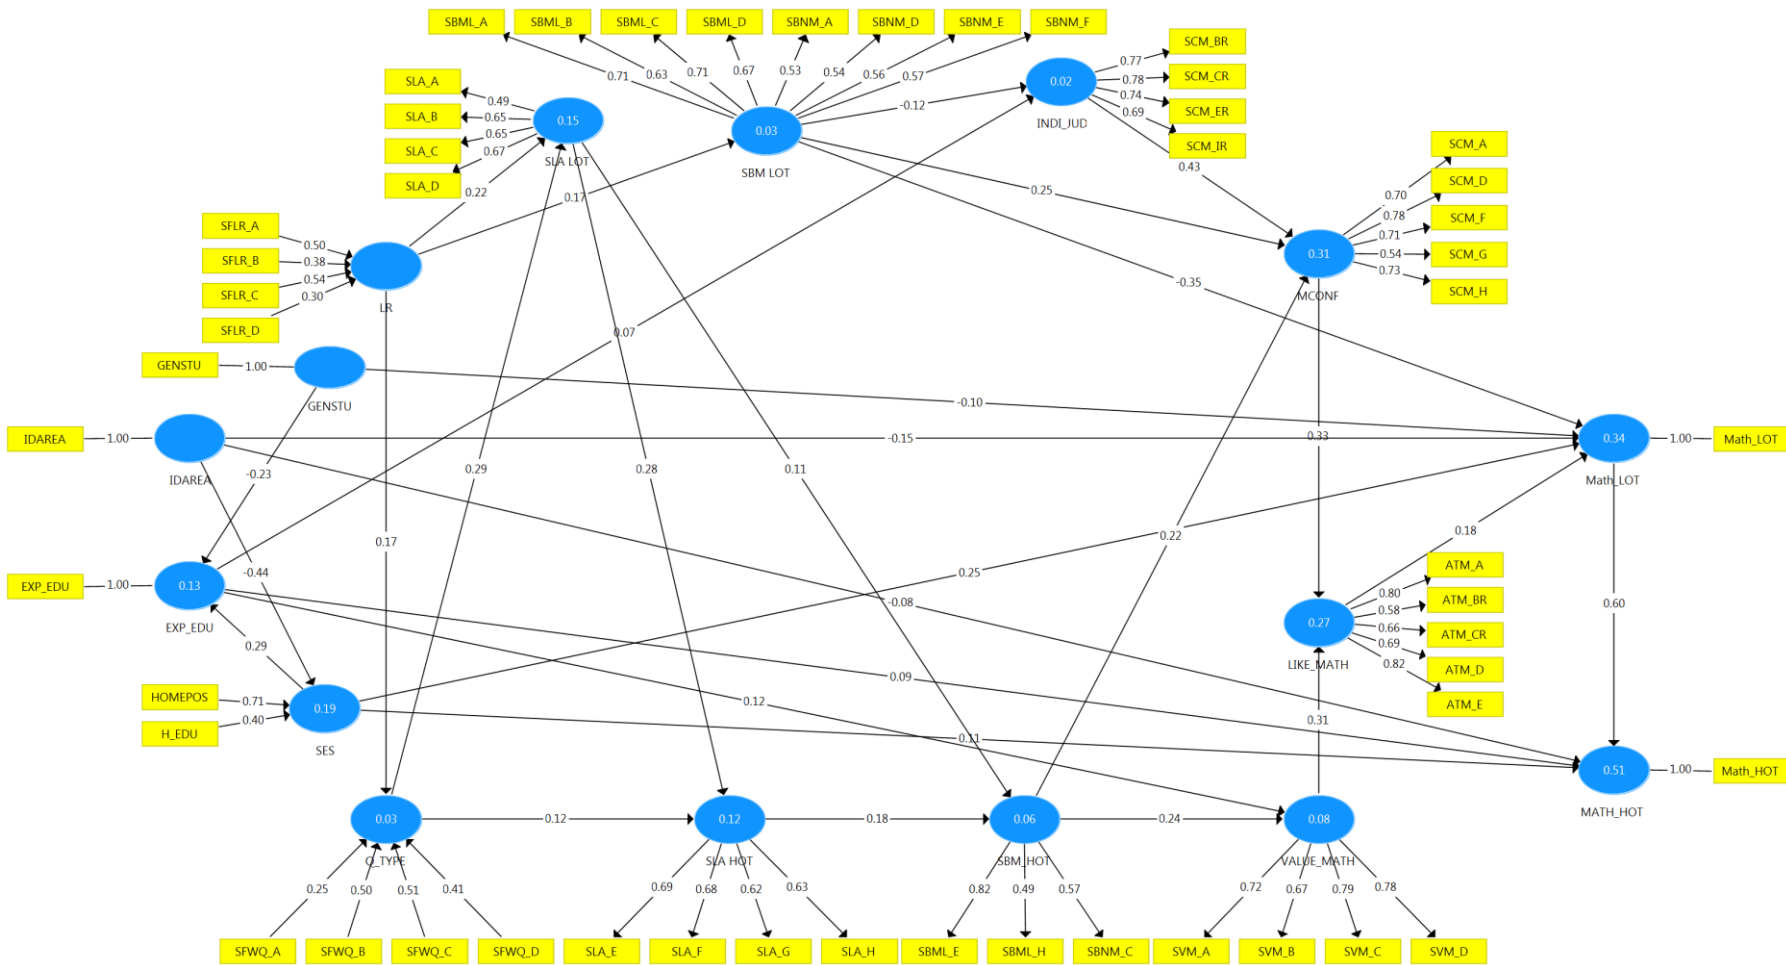 SBML_A SBML_B SBML_C SBML_D SBNM_A SBNM_D SBNM_E SBNM_F
0.71 0.63 0.71 0.67 0.53 0.54 0.56 0.57
SCM_BR
SCM_CR
SCM_ER
SCM_IR
0.77
0.78
0.74
0.69
0.02
INDI_JUD
SLA_A
SLA_B
SLA_C
SLA_D
0.49
0.65
0.65
0.67
0.15
SLA LOT
0.03
SBM LOT
-0.12
0.43
0.25
-0.35
0.22
0.17
SCM_A
SCM_D
SCM_F
SCM_G
SCM_H
0.70
0.78
0.71
0.54
0.73
0.31
MCONF
SFLR_A
SFLR_B
SFLR_C
SFLR_D
0.50
0.38
0.54
0.30
LR
0.07
GENSTU
1.00
GENSTU
-0.10
IDAREA
1.00
IDAREA
-0.15
0.33
0.34
Math_LOT
1.00
Math_LOT
-0.23
0.29
0.28
0.11
-0.44
0.17
0.22
0.18
0.25
-0.08
0.60
EXP_EDU
1.00
0.13
EXP_EDU
0.29
ATM_A
ATM_BR
ATM_CR
ATM_D
ATM_E
0.80
0.58
0.66
0.69
0.82
0.27
LIKE_MATH
0.09
0.12
0.31
0.11
HOMEPOS
H_EDU
0.71
0.40
0.19
SES
0.51
MATH_HOT
1.00
Math_HOT
0.03
Q_TYPE
0.12
0.12
SLA HOT
0.18
0.06
SBM_HOT
0.24
0.08
VALUE_MATH
0.25 0.50 0.51 0.41
0.69 0.68 0.62 0.63
0.82 0.49 0.57
0.72 0.67 0.79 0.78
SFWQ_A SFWQ_B SFWQ_C SFWQ_D SLA_E SLA_F SLA_G SLA_H SBML_E SBML_H SBNM_C SVM_A SVM_B SVM_C SVM_D